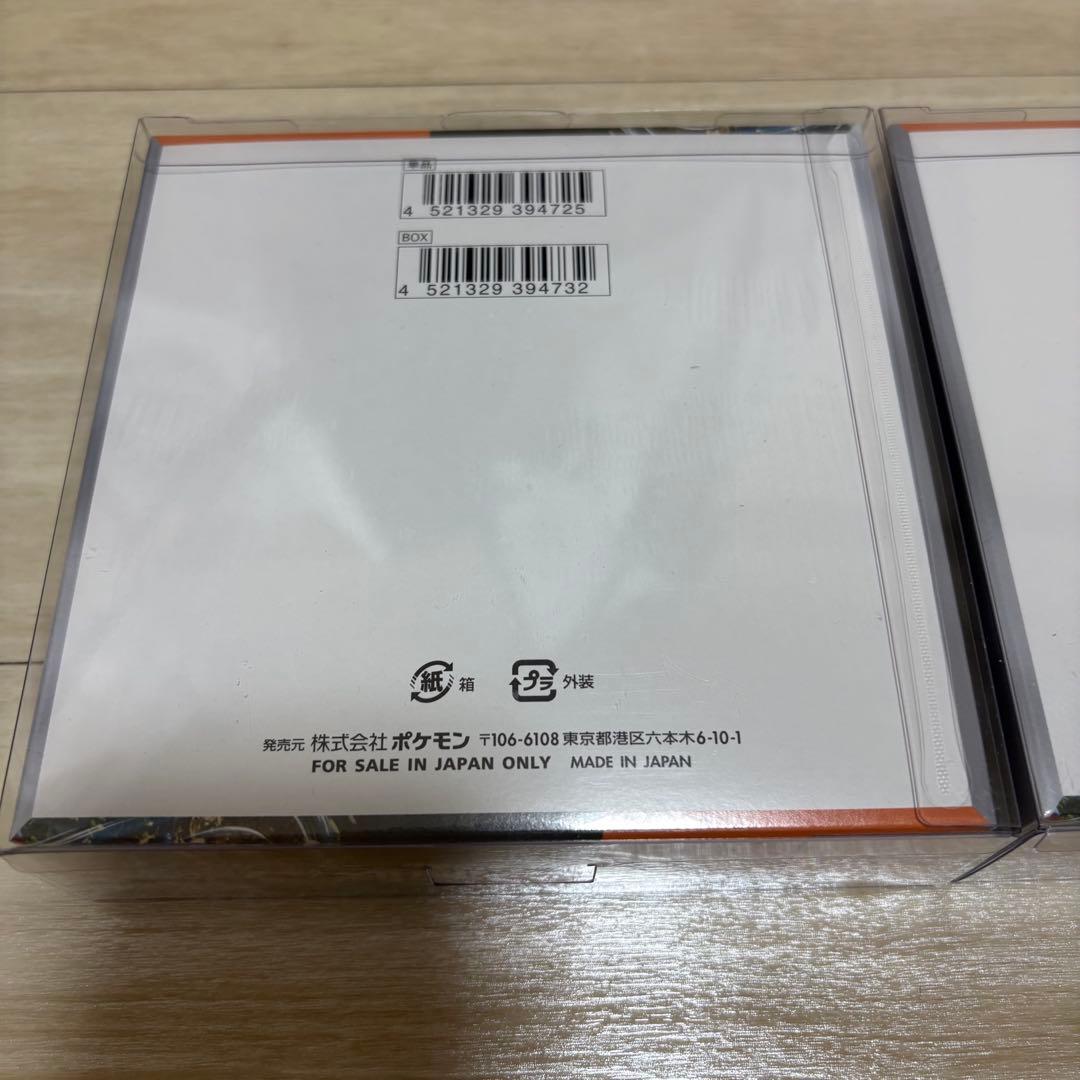 単品
4 521329 394725
BOX
4 521329 394732
紙 箱 プラ 外装
発売元 株式会社 ポケモン 〒106-6108 東京都港区六本木6-10-1
FOR SALE IN JAPAN ONLY MADE IN JAPAN